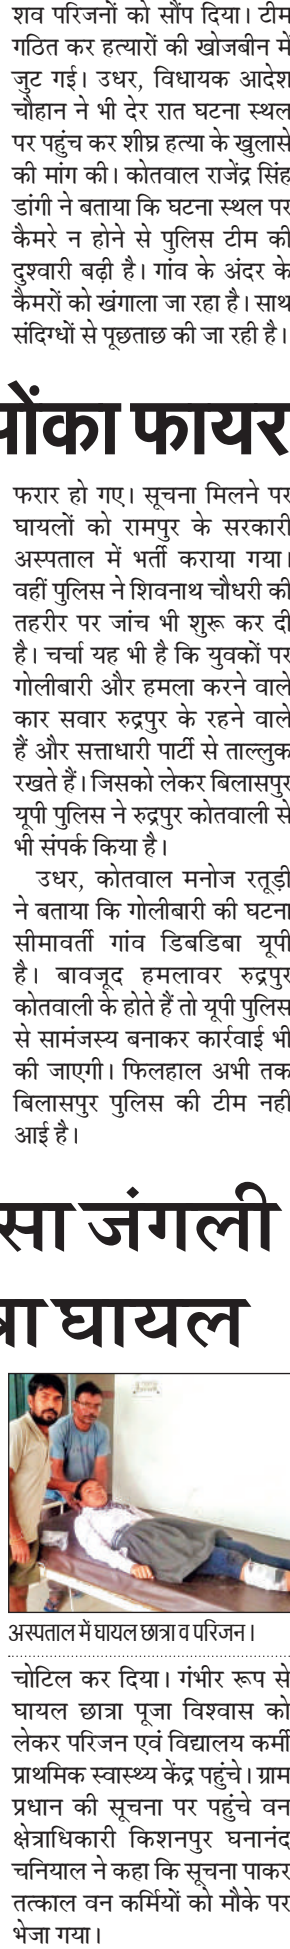 शव परिजनों को सौंप दिया। टीम
गठित कर हत्यारों की खोजबीन में
जुट गई। उधर, विधायक आदेश
चौहान ने भी देर रात घटना स्थल
पर पहुंच कर शीघ्र हत्या के खुलासे
की मांग की। कोतवाल राजेंद्र सिंह
डांगी ने बताया कि घटना स्थल पर
कैमरे न होने से पुलिस टीम की
दुश्वारी बढ़ी है। गांव के अंदर के
कैमरों को खंगाला जा रहा है। साथ
संदिग्धों से पूछताछ की जा रही है।
फायर
फरार हो गए। सूचना मिलने पर
घायलों को रामपुर के सरकारी
अस्पताल में भर्ती कराया गया।
वहीं पुलिस ने शिवनाथ चौधरी की
तहरीर पर जांच भी शुरू कर दी
है। चर्चा यह भी है कि युवकों पर
गोलीबारी और हमला करने वाले
कार सवार रुद्रपुर के रहने वाले
हैं और सत्ताधारी पार्टी से ताल्लुक
रखते हैं। जिसको लेकर बिलासपुर
यूपी पुलिस ने रुद्रपुर कोतवाली से
भी संपर्क किया है।
उधर, कोतवाल मनोज रतूड़ी
ने बताया कि गोलीबारी की घटना
सीमावर्ती गांव डिबडिबा यूपी
है। बावजूद हमलावर रुद्रपुर
कोतवाली के होते हैं तो यूपी पुलिस
से सामंजस्य बनाकर कार्रवाई भी
की जाएगी। फिलहाल अभी तक
बिलासपुर पुलिस की टीम नहीं
आई है।
जंगली
घायल
अस्पताल में घायल छात्रा व परिजन।
चोटिल कर दिया। गंभीर रूप से
घायल छात्रा पूजा विश्वास को
लेकर परिजन एवं विद्यालय कर्मी
प्राथमिक स्वास्थ्य केंद्र पहुंचे। ग्राम
प्रधान की सूचना पर पहुंचे वन
क्षेत्राधिकारी किशनपुर घनानंद
चनियाल ने कहा कि सूचना पाकर
तत्काल वन कर्मियों को मौके पर
भेजा गया।